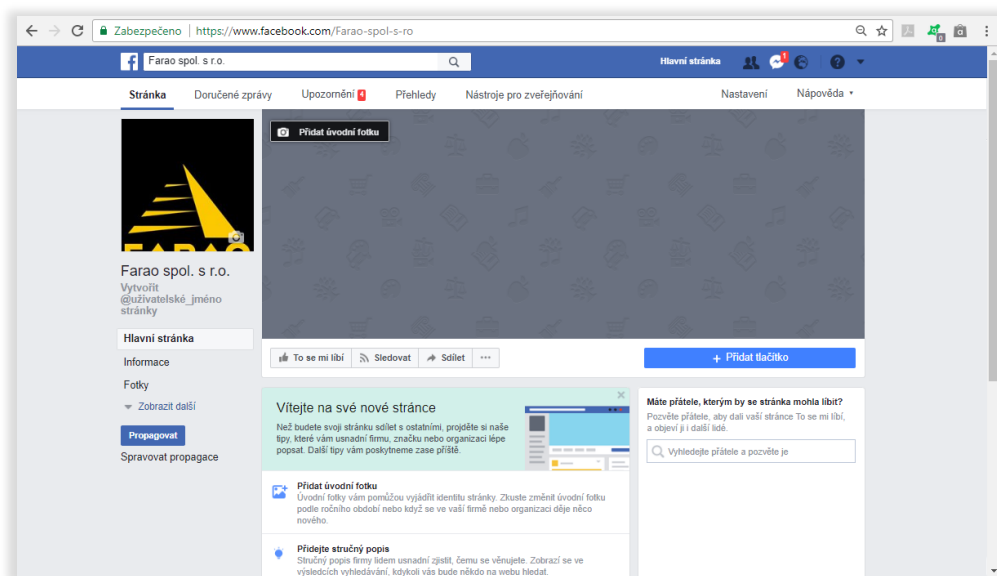 Zabezpečeno | https://www.facebook.com/Farao-spol-s-ro
Farao spol. s r.o.
Hlavní stránka
1
Stránka Doručené zprávy Upozornění 4 Přehledy Nástroje pro zveřejňování Nastavení Nápověda
Přidat úvodní fotku
FARAO
Farao spol. s r.o.
Vytvořit
@uživatelské_jméno
stránky
Hlavní stránka
Informace
Fotky
Zobrazit další
Propagovat
Spravovat propagace
To se mi líbí Sledovat Sdílet ···
+ Přidat tlačítko
Vítejte na své nové stránce
Než budete svoji stránku sdílet s ostatními, projděte si naše
tipy, které vám usnadní firmu, značku nebo organizaci lépe
popsat. Další tipy vám poskytneme zase příště.
Přidat úvodní fotku
Úvodní fotky vám pomůžou vyjádřit identitu stránky. Zkuste změnit úvodní fotku
podle ročního období nebo když se ve vaší firmě nebo organizaci děje něco
nového.
Přidejte stručný popis
Stručný popis firmy lidem usnadní zjistit, čemu se věnujete. Zobrazí se ve
výsledcích vyhledávání, kdykoli vás bude někdo na webu hledat.
Máte přátele, kterým by se stránka mohla líbit?
Pozvěte přátele, aby dali vaší stránce To se mi líbí,
a objeví ji i další lidé.
Vyhledejte přátele a pozvěte je